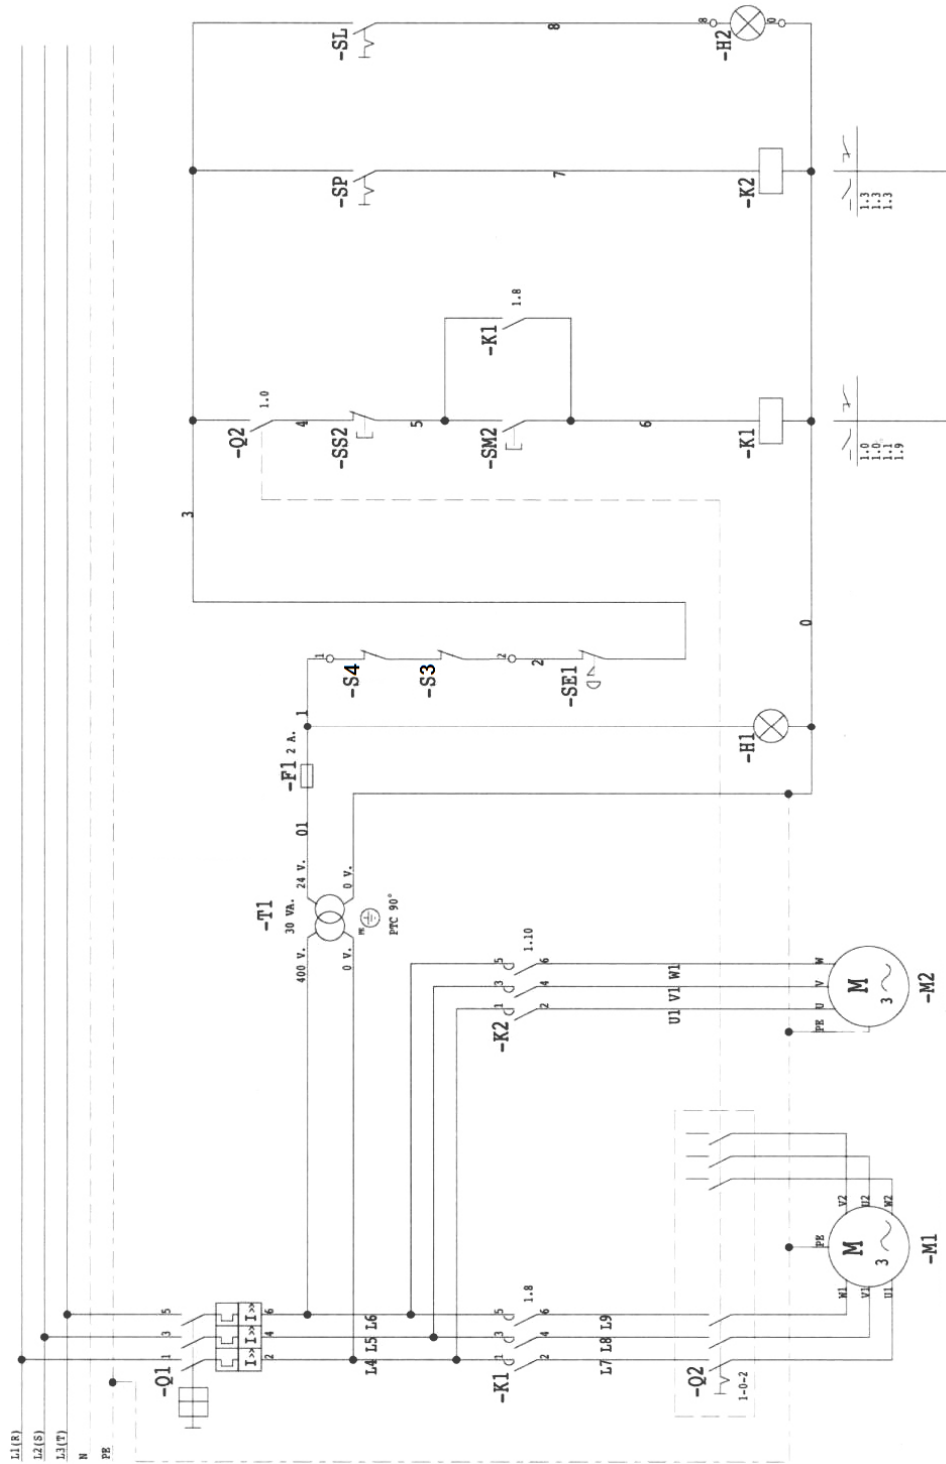 L1(R)
L2(S)
L3(T)
N
PE
-Q1
1
3
5
I>>
I>>
I>>
2
4
6
L4
L5
L6
-K1
1
3
5
1.8
2
4
6
L7
L8
L9
-Q2
1-0-2
W1
V1
U1
PE
M
3
V2
U2
W2
-M1
-K2
1
3
5
1.10
2
4
6
U1
V1
W1
PE
U
V
W
M
3
-M2
-T1
30 VA.
400 V.
24 V.
0 V.
0 V.
PE
PTC 90°
01
-F1
2 A.
1
-H1
1
-S4
-S3
2
2
-SE1
0
3
-Q2
1.0
4
-SS2
5
-SM2
-K1
1.8
6
-K1
1.0
1.0
1.1
1.9
-SP
7
-K2
1.3
1.3
1.3
-SL
8
8
-H2
0